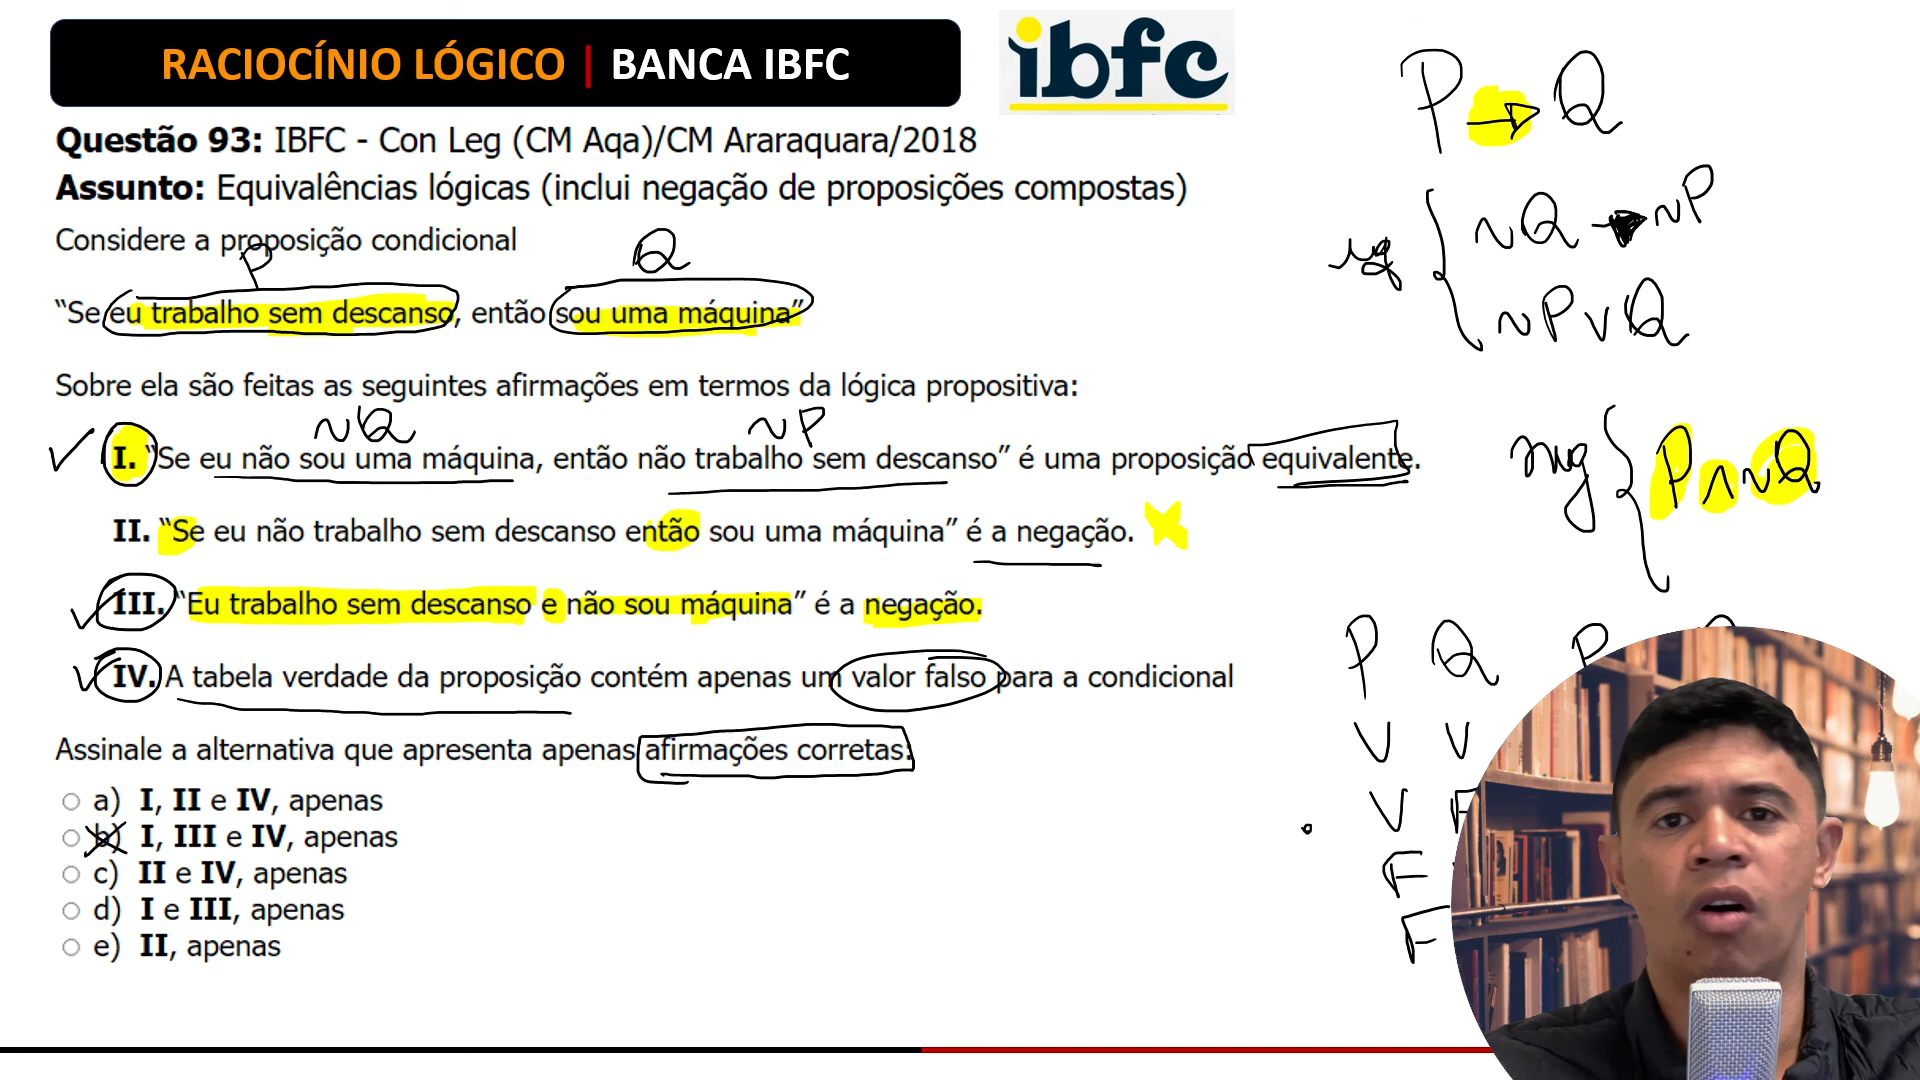 RACIOCÍNIO LÓGICO | BANCA IBFC
ibfc
Questão 93: IBFC - Con Leg (CM Aqa)/CM Araraquara/2018
Assunto: Equivalências lógicas (inclui negação de proposições compostas)
Considere a proposição condicional
P Q
“Se eu trabalho sem descanso, então sou uma máquina”
Sobre ela são feitas as seguintes afirmações em termos da lógica propositiva:
~Q ~P
I. “Se eu não sou uma máquina, então não trabalho sem descanso” é uma proposição equivalente.
II. “Se eu não trabalho sem descanso então sou uma máquina” é a negação.
III. “Eu trabalho sem descanso e não sou máquina” é a negação.
IV. A tabela verdade da proposição contém apenas um valor falso para a condicional
Assinale a alternativa que apresenta apenas afirmações corretas:
a) I, II e IV, apenas
b) I, III e IV, apenas
c) II e IV, apenas
d) I e III, apenas
e) II, apenas
P → Q
~Q → ~P
~P ∨ Q
neg { P ∧ ~Q
P Q P
V V
V F
F
F